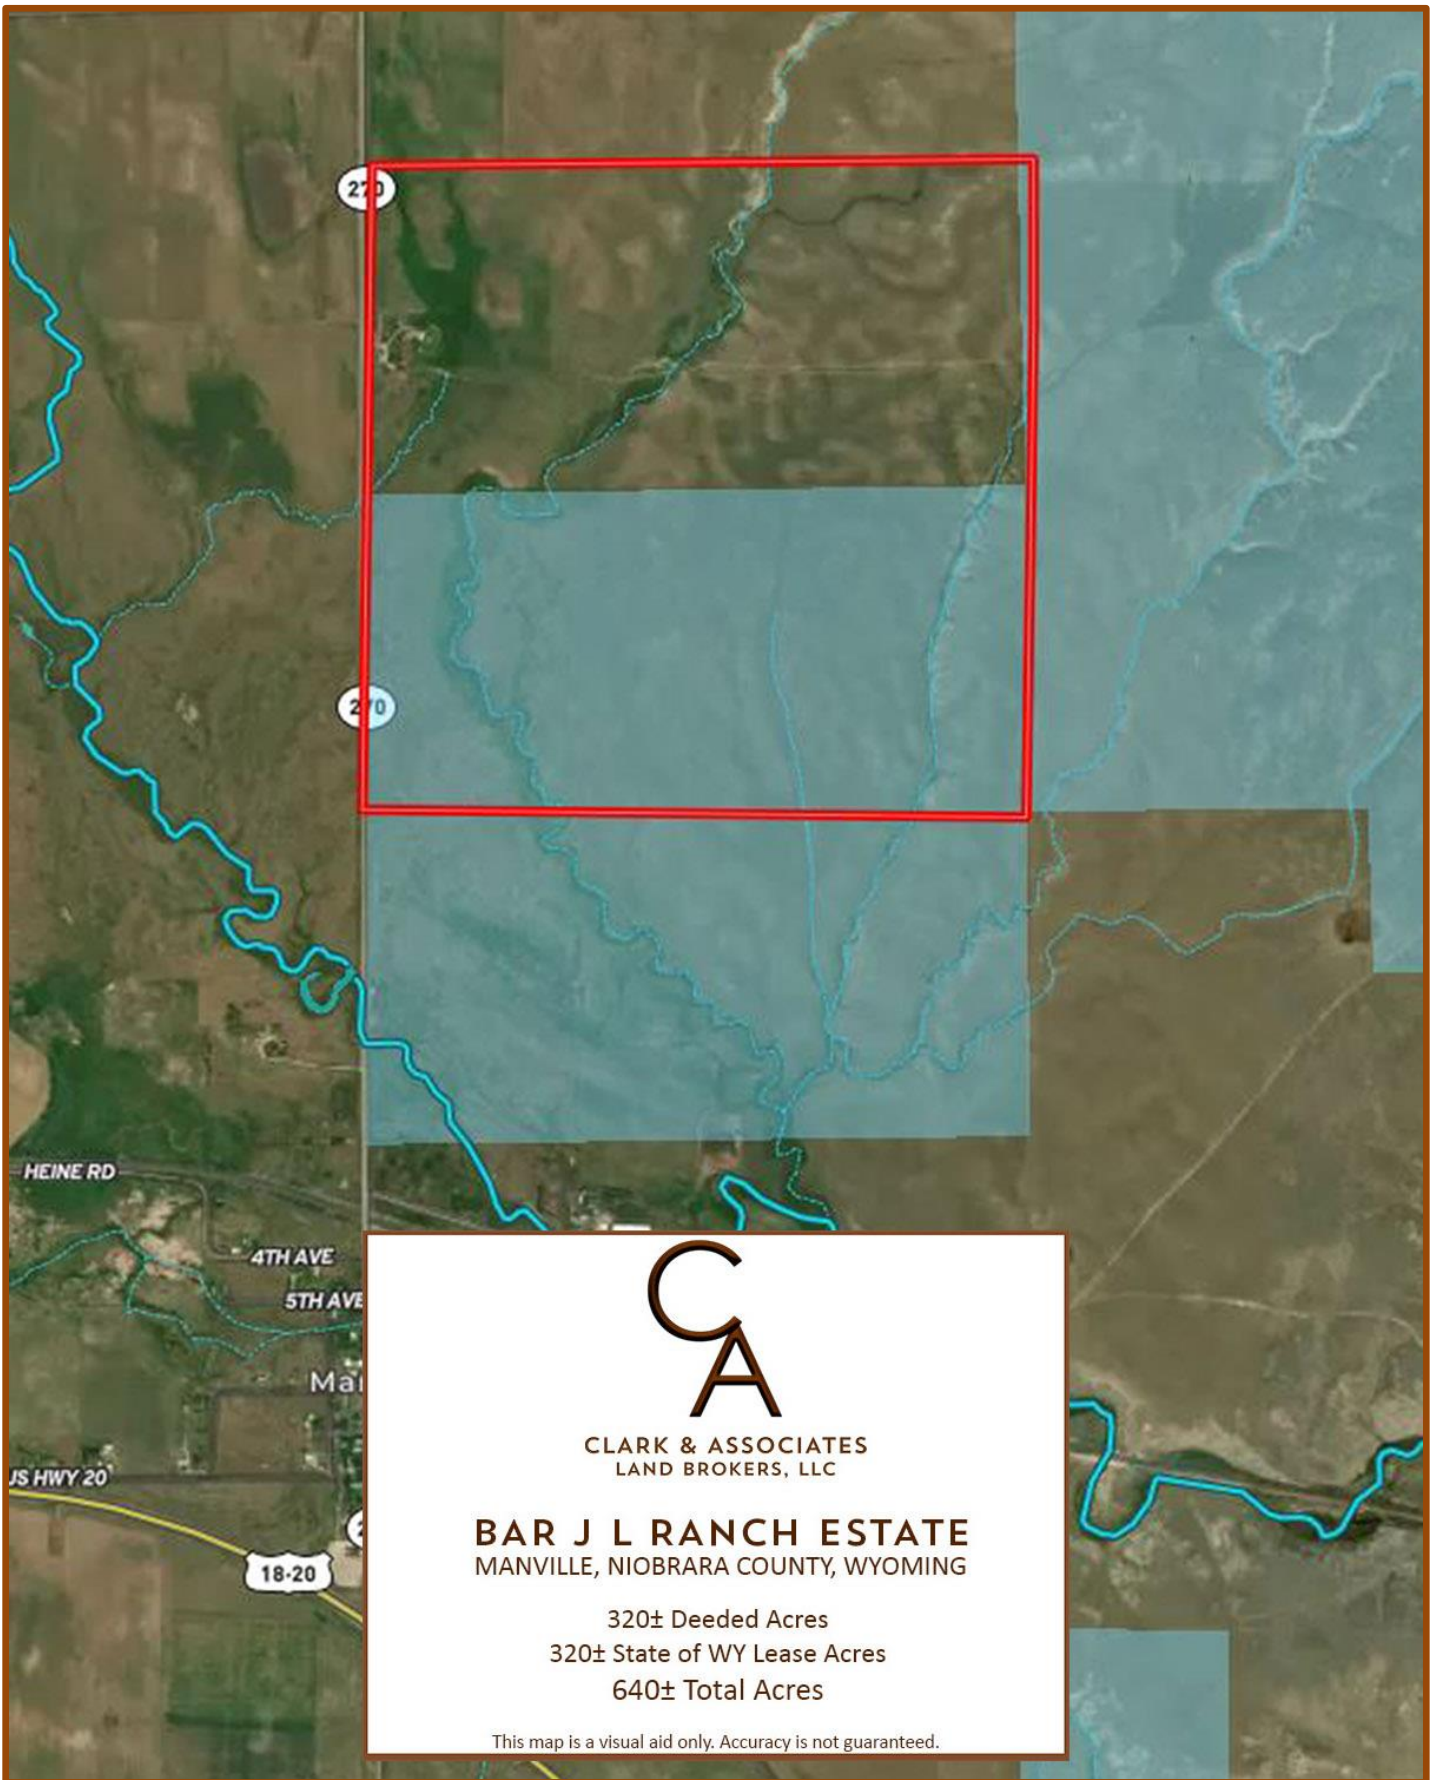 270
270
HEINE RD
4TH AVE
5TH AVE
US HWY 20
18-20
CA
CLARK & ASSOCIATES
LAND BROKERS, LLC
BAR J L RANCH ESTATE
MANVILLE, NIOBRARA COUNTY, WYOMING
320± Deeded Acres
320± State of WY Lease Acres
640± Total Acres
This map is a visual aid only. Accuracy is not guaranteed.